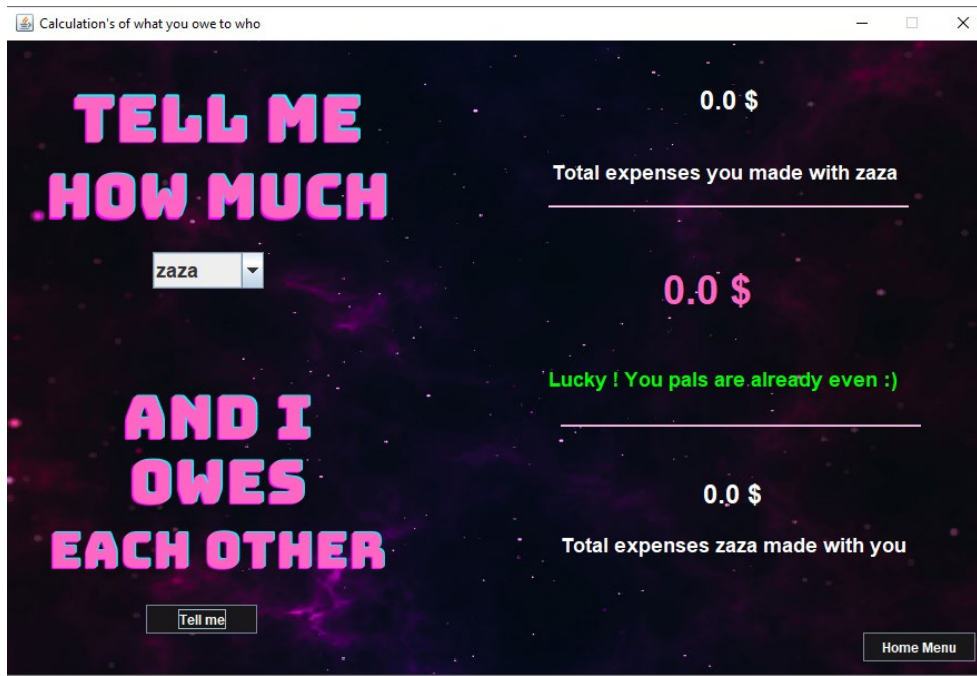 Calculation's of what you owe to who
TELL ME
HOW MUCH
zaza
AND I
OWES
EACH OTHER
Tell me
0.0 $
Total expenses you made with zaza
0.0 $
Lucky ! You pals are already even :)
0.0 $
Total expenses zaza made with you
Home Menu